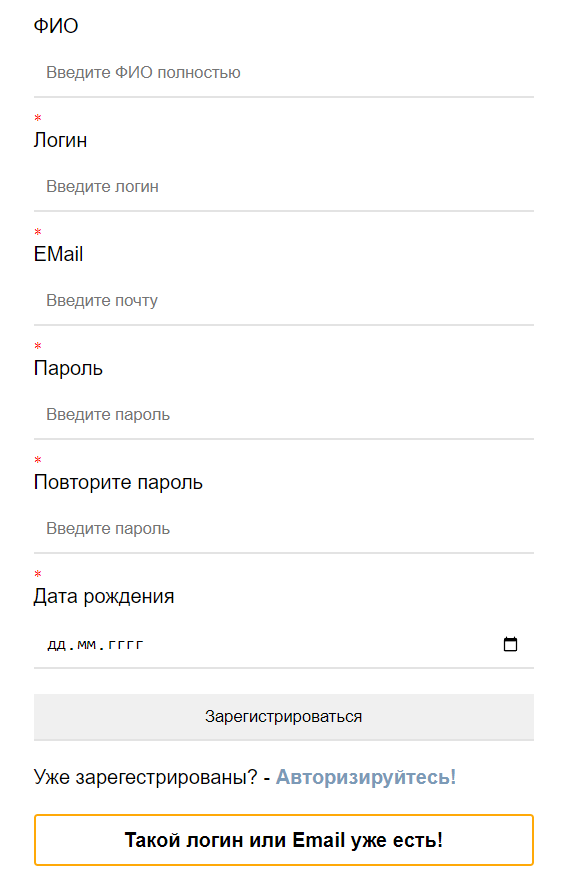 ФИО
Введите ФИО полностью
*
Логин
Введите логин
*
EMail
Введите почту
*
Пароль
Введите пароль
*
Повторите пароль
Введите пароль
*
Дата рождения
дд.мм.гггг
Зарегистрироваться
Уже зарегестрированы? - Авторизируйтесь!
Такой логин или Email уже есть!